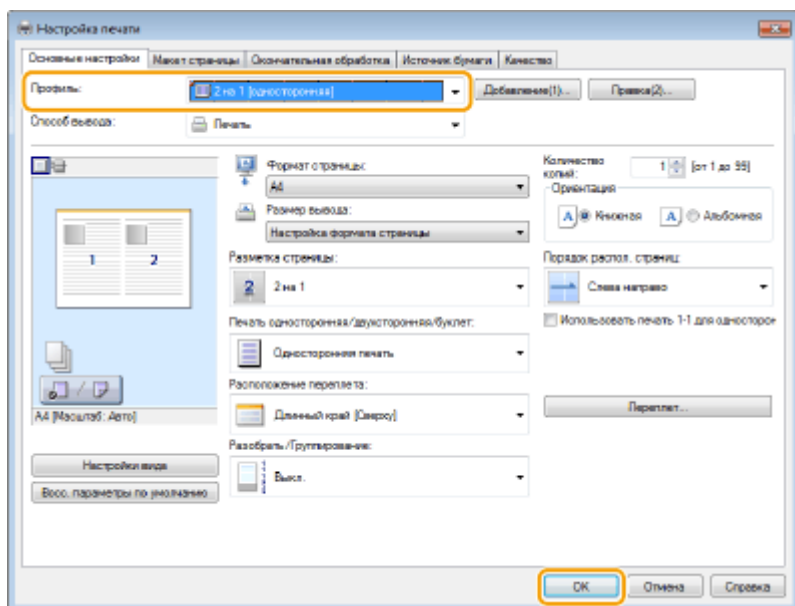 Настройка печати
Основные настройки Макет страницы Окончательная обработка Источник бумаги Качество
Профиль: 2 на 1 [односторонняя] Добавление(1)... Правка(2)...
Способ вывода: Печать
Формат страницы:
A4
Размер вывода:
Настройка формата страницы
Количество копий: 1 [от 1 до 99]
Ориентация
A Книжная A Альбомная
1 2
Разметка страницы:
2 2 на 1
Порядок распол. страниц:
Слева направо
Печать односторонняя/двухсторонняя/буклет:
Односторонняя печать
Использовать печать 1-1 для односторон
Расположение переплета:
Длинный край [Сверху]
Переплет...
A4 [Масштаб: Авто]
Разобрать/Группирование:
Выкл.
Настройки вида
Восс. параметры по умолчанию
OK Отмена Справка